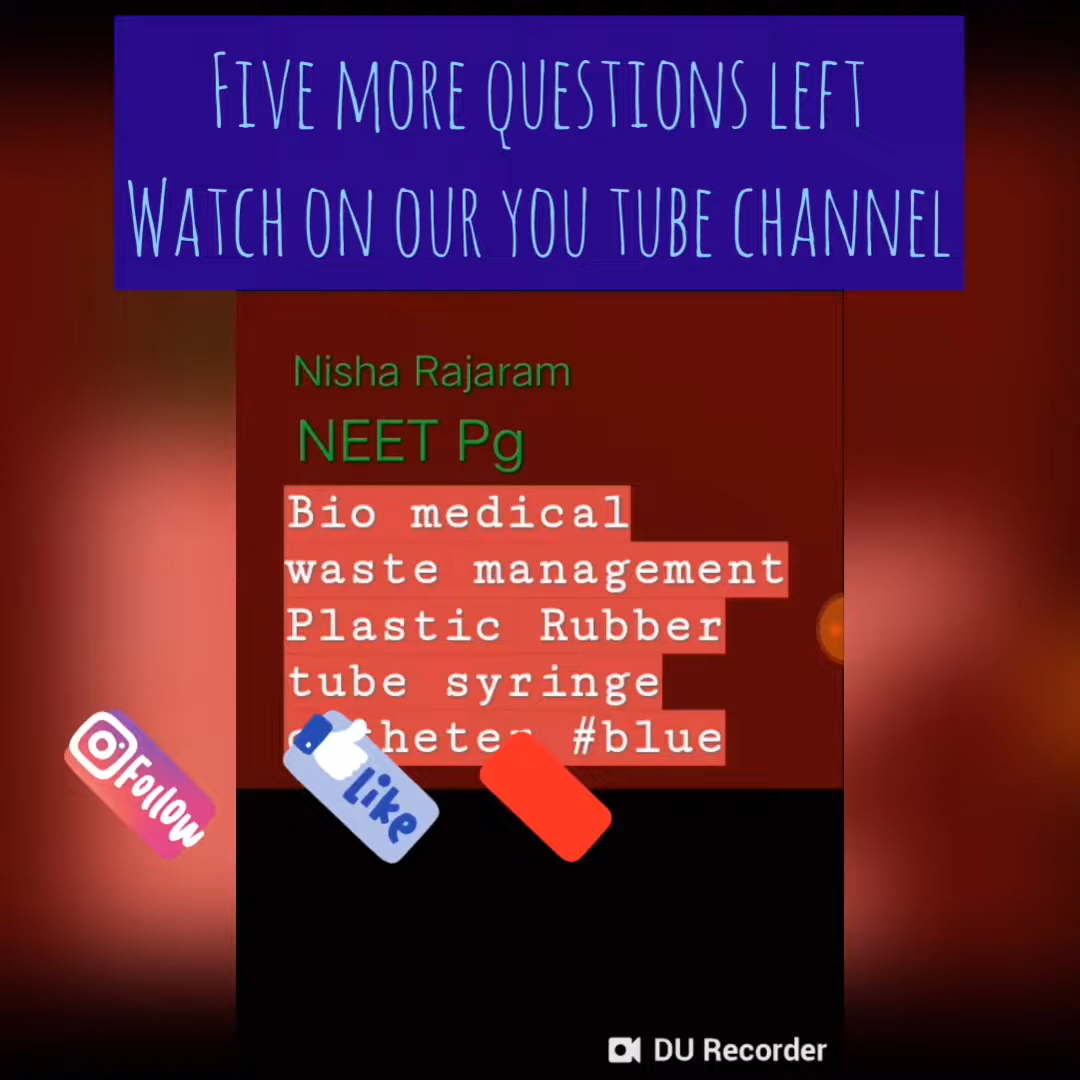 FIVE MORE QUESTIONS LEFT
WATCH ON OUR YOU TUBE CHANNEL
Nisha Rajaram
NEET Pg
Bio medical
waste management
Plastic Rubber
tube syringe
#blue
Follow
Like
DU Recorder